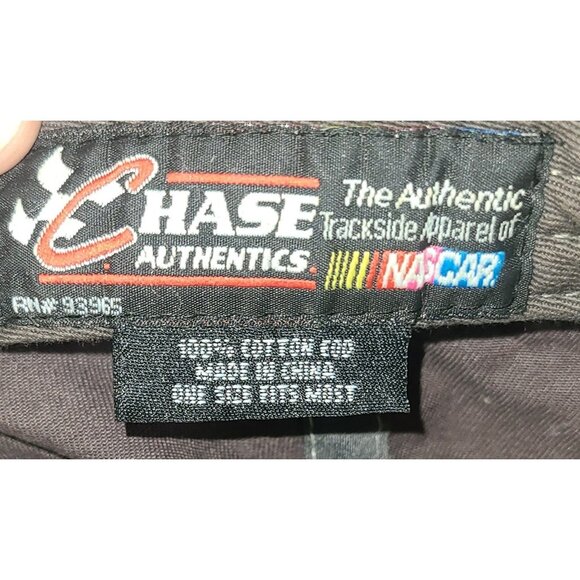 CHASE
AUTHENTICS.
The Authentic
Trackside Apparel of
NASCAR
RN# 93965
100% COTTON
MADE IN CHINA
ONE SIZE FITS MOST